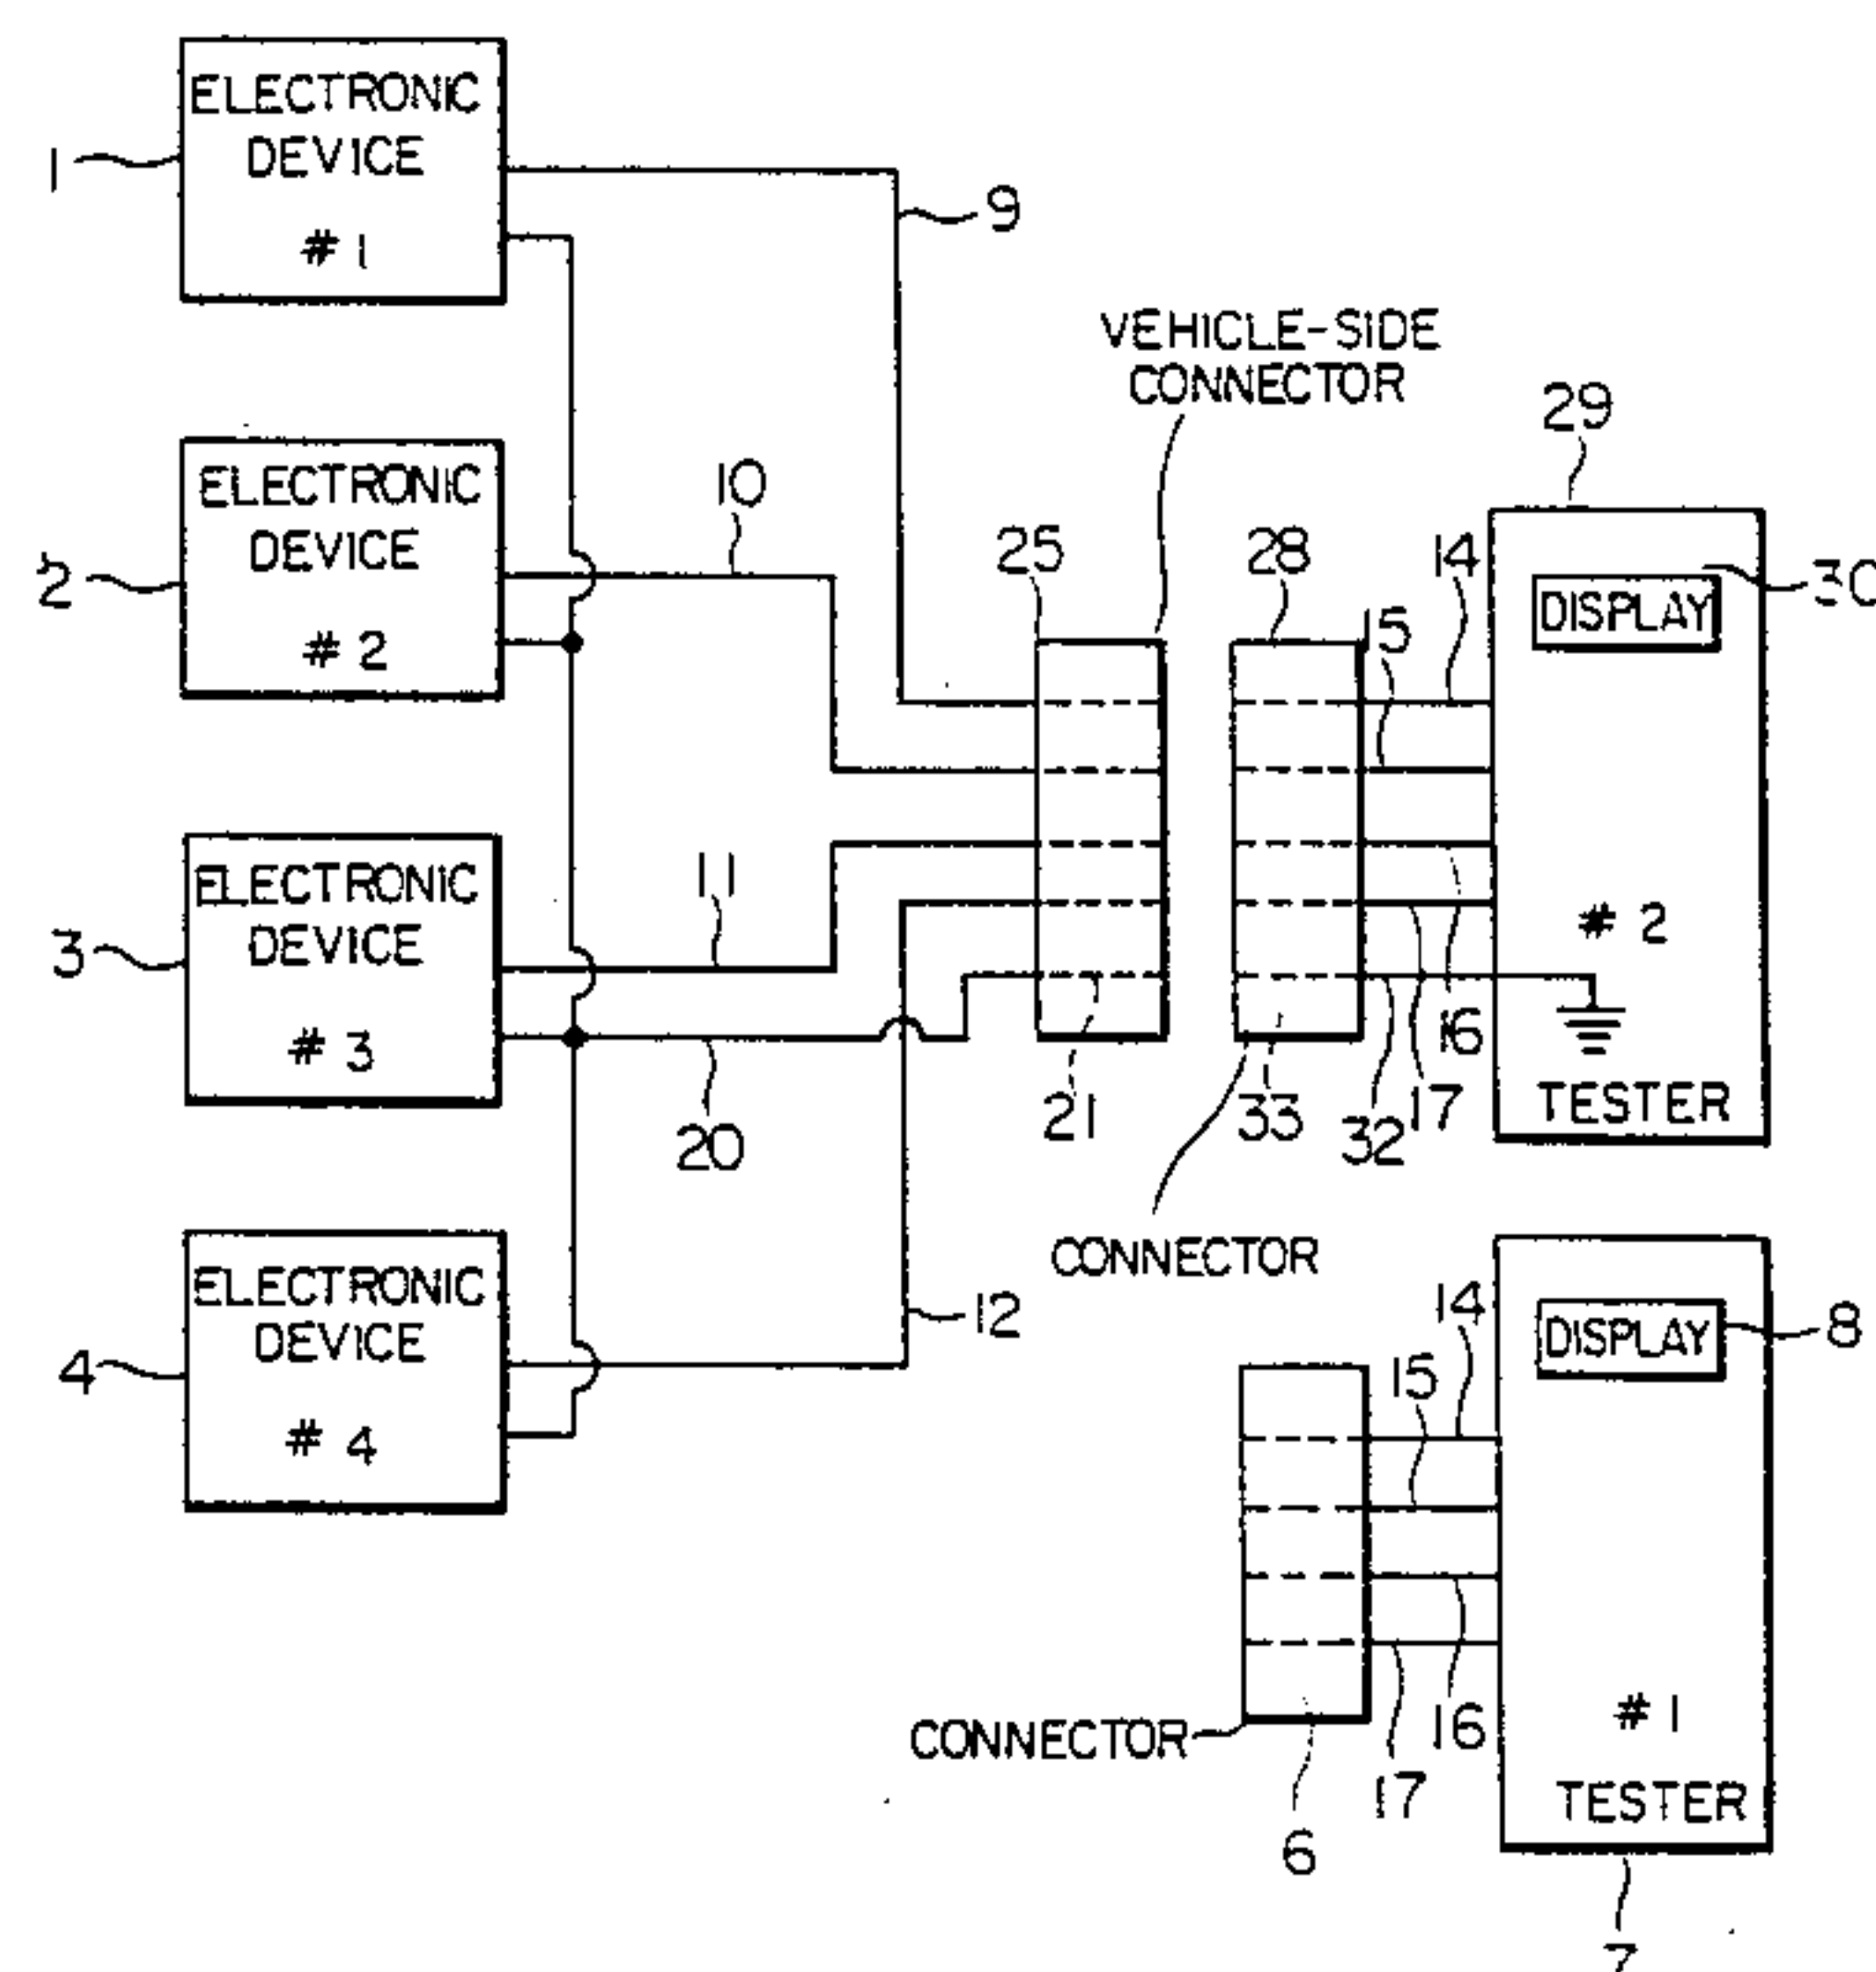 ELECTRONIC
DEVICE
# 1
1
9
VEHICLE-SIDE
CONNECTOR
29
ELECTRONIC
DEVICE
# 2
2
10
25
28
14
15
DISPLAY
30
ELECTRONIC
DEVICE
# 3
3
11
20
21
33
32
17
16
# 2
TESTER
CONNECTOR
ELECTRONIC
DEVICE
# 4
4
12
14
15
DISPLAY
8
CONNECTOR
6
17
16
# 1
TESTER
7